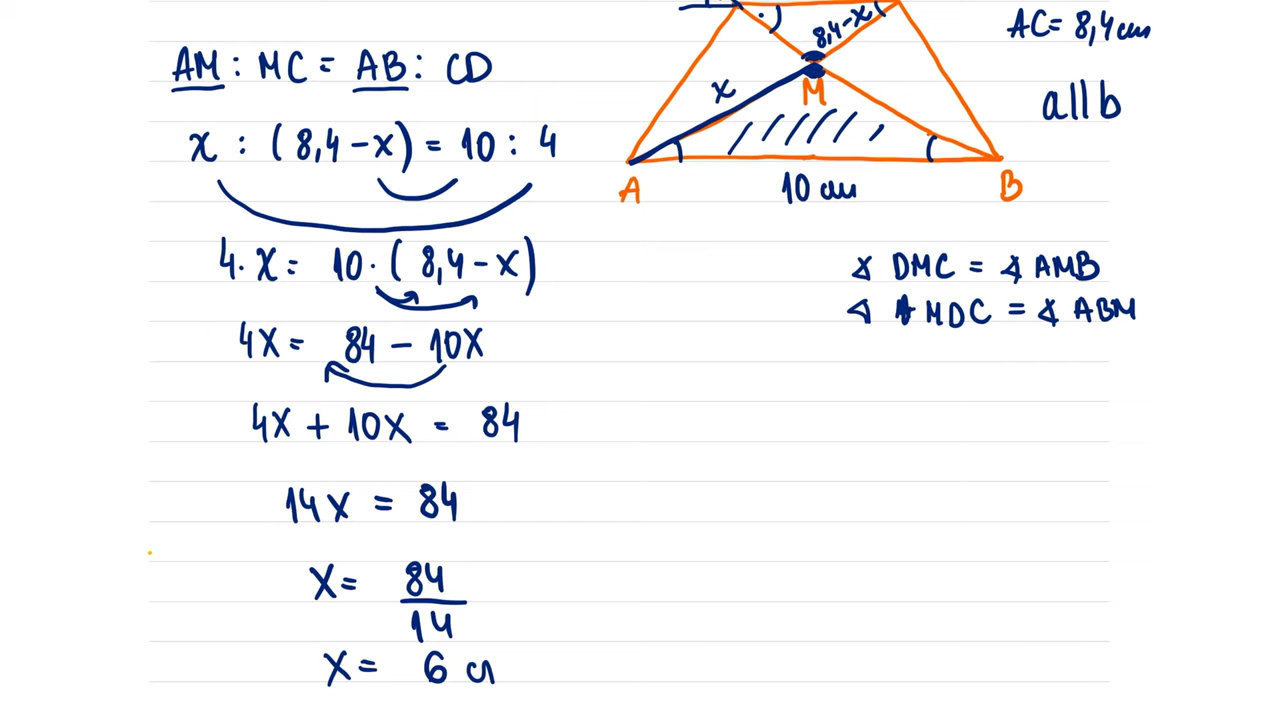 AM : MC = AB : CD
x : (8,4 - x) = 10 : 4
4 · x = 10 · (8,4 - x)
4x = 84 - 10x
4x + 10x = 84
14x = 84
x = 84/14
x = 6 cm
8,4-x
x
M
A
10 cm
B
AC = 8,4 cm
a||b
∢ DMC = ∢ AMB
∢ MDC = ∢ ABM